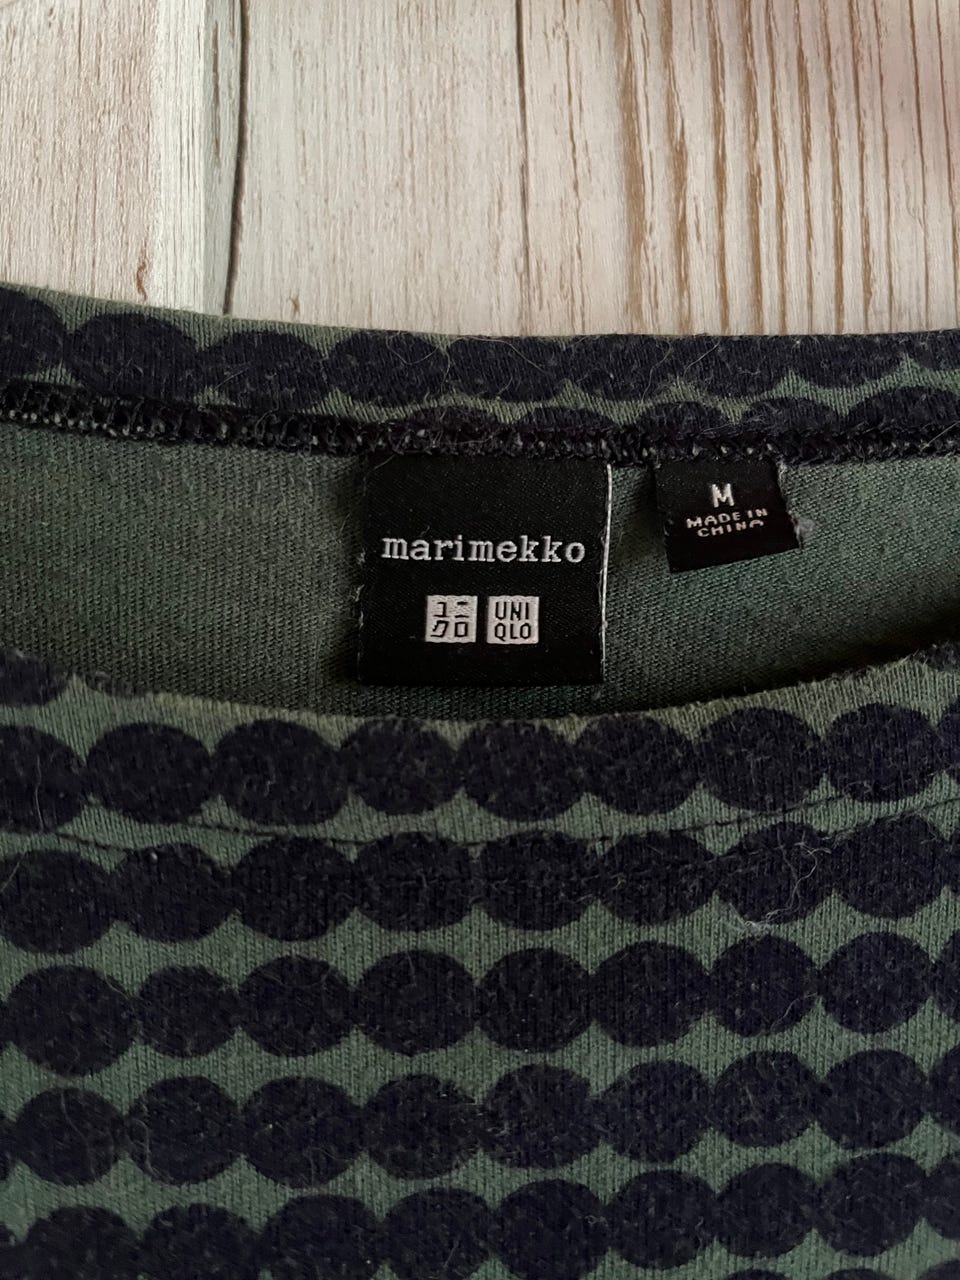 marimekko
ユニ
クロ
UNI
QLO
M
MADE IN
CHINA